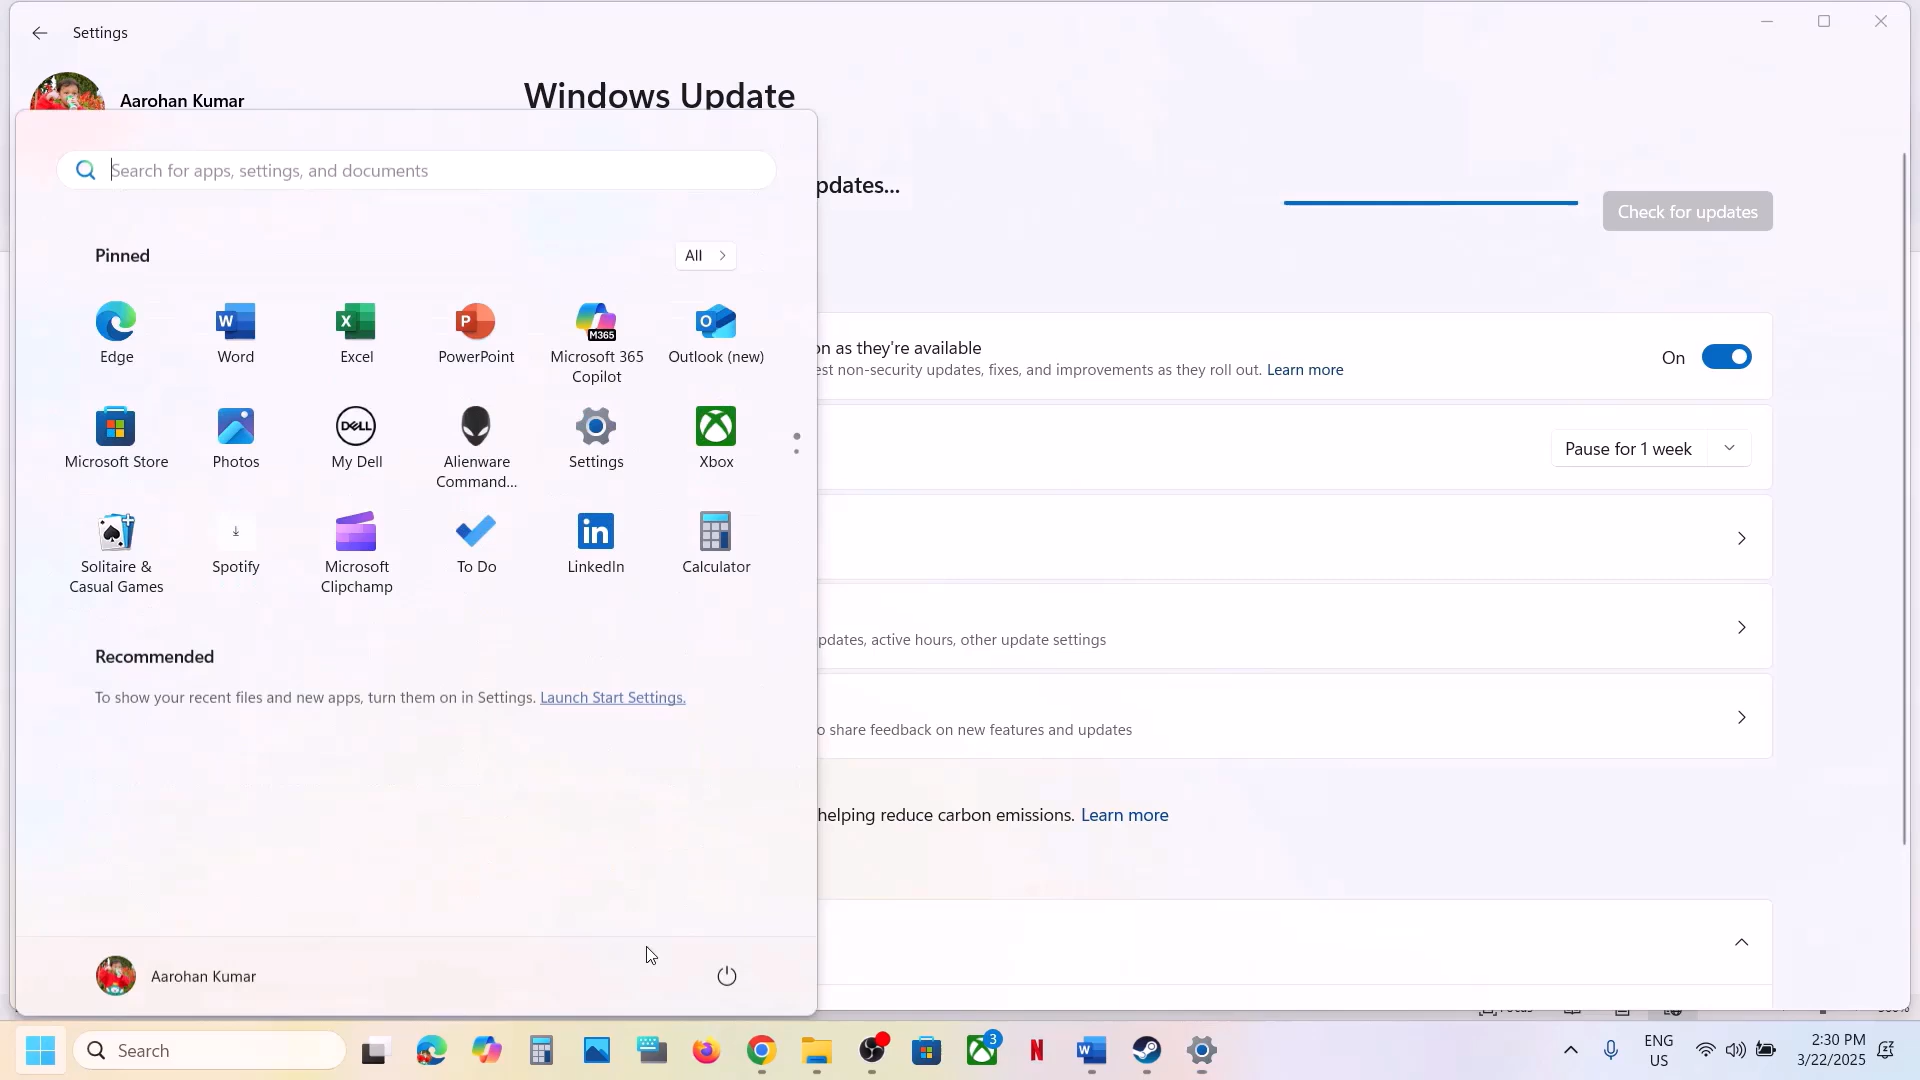 Settings
Aarohan Kumar
Windows Update
Search for apps, settings, and documents
pdates...
Check for updates
Pinned
All
Edge
Word
Excel
PowerPoint
Microsoft 365 Copilot
Outlook (new)
on as they're available
On
est non-security updates, fixes, and improvements as they roll out. Learn more
Microsoft Store
Photos
My Dell
Alienware Command...
Settings
Xbox
Pause for 1 week
Solitaire & Casual Games
Spotify
Microsoft Clipchamp
To Do
LinkedIn
Calculator
pdates, active hours, other update settings
Recommended
To show your recent files and new apps, turn them on in Settings. Launch Start Settings.
o share feedback on new features and updates
helping reduce carbon emissions. Learn more
Aarohan Kumar
Search
3
ENG
US
2:30 PM
3/22/2025